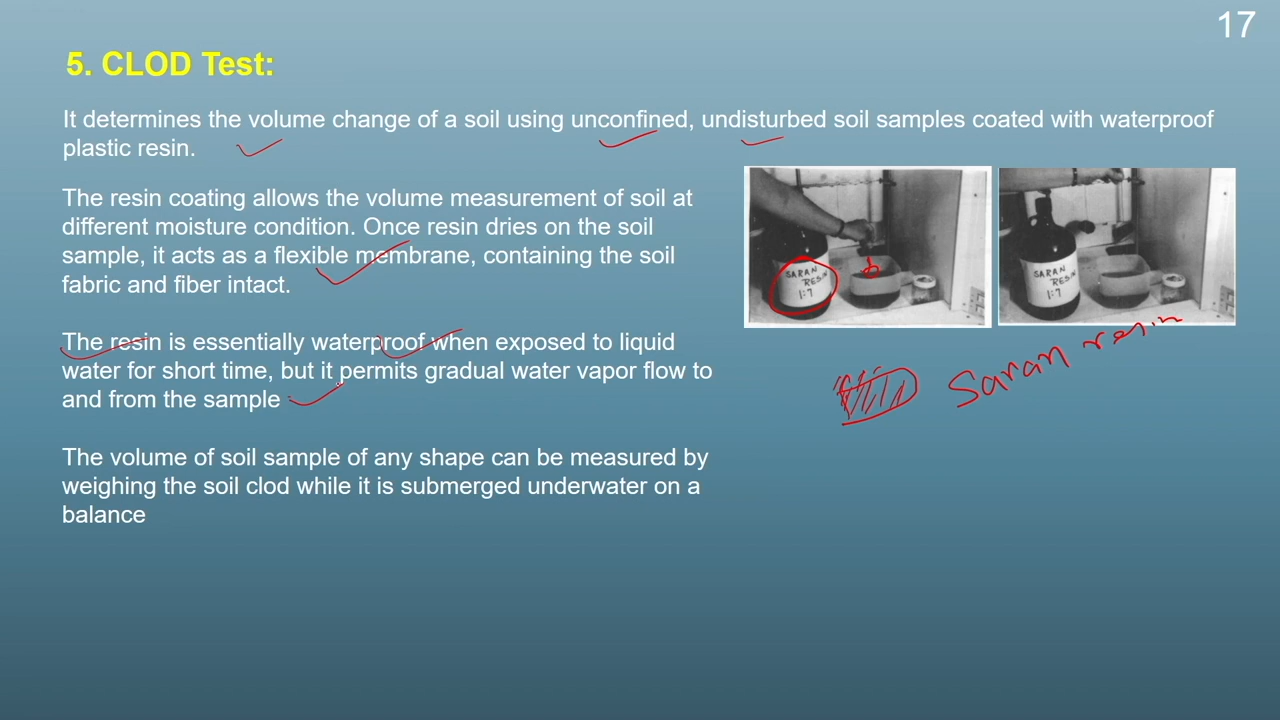 17
5. CLOD Test:
It determines the volume change of a soil using unconfined, undisturbed soil samples coated with waterproof
plastic resin.
The resin coating allows the volume measurement of soil at
different moisture condition. Once resin dries on the soil
sample, it acts as a flexible membrane, containing the soil
fabric and fiber intact.
The resin is essentially waterproof when exposed to liquid
water for short time, but it permits gradual water vapor flow to
and from the sample
The volume of soil sample of any shape can be measured by
weighing the soil clod while it is submerged underwater on a
balance
SARAN
RESIN
1:7
SARAN
RESIN
1:7
Saran resin